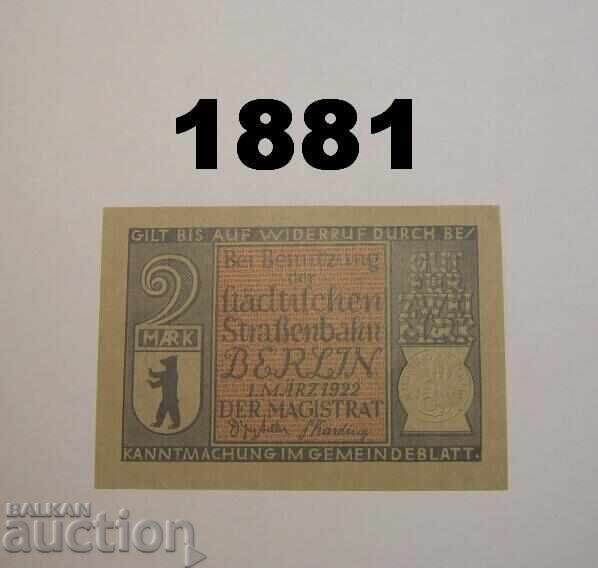 1881
GILT BIS AUF WIDERRUF DURCH BE/
2
MARK
Bei Benutzung
der
städtischen
Straßenbahn
BERLIN
1. MÄRZ 1922
DER MAGISTRAT
GUT
FÜR
ZWEI
MARK
KANNTMACHUNG IM GEMEINDEBLATT.
BALKAN
auction